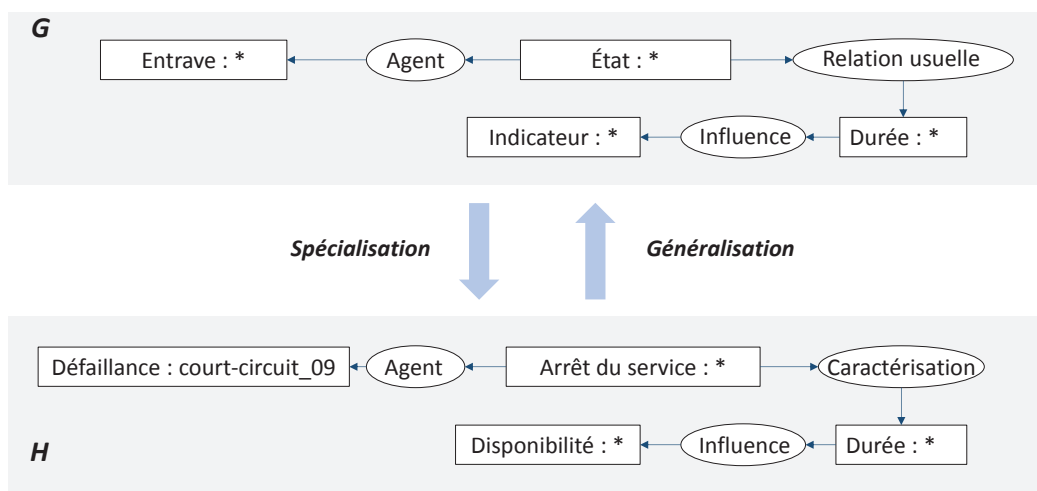 G
Entrave : * Agent État : * Relation usuelle
Indicateur : * Influence Durée : *
Spécialisation Généralisation
Défaillance : court-circuit_09 Agent Arrêt du service : * Caractérisation
Disponibilité : * Influence Durée : *
H